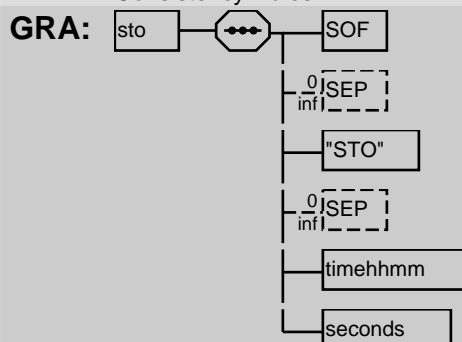 GRA: sto SOF
0
inf SEP
"STO"
0
inf SEP
timehhmm
seconds